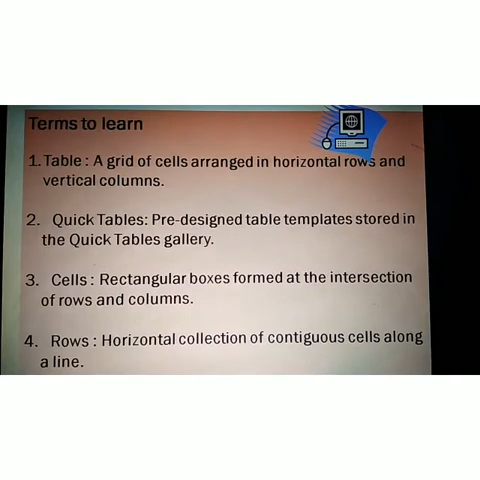 Terms to learn
1. Table : A grid of cells arranged in horizontal rows and
vertical columns.
2. Quick Tables: Pre-designed table templates stored in
the Quick Tables gallery.
3. Cells : Rectangular boxes formed at the intersection
of rows and columns.
4. Rows : Horizontal collection of contiguous cells along
a line.